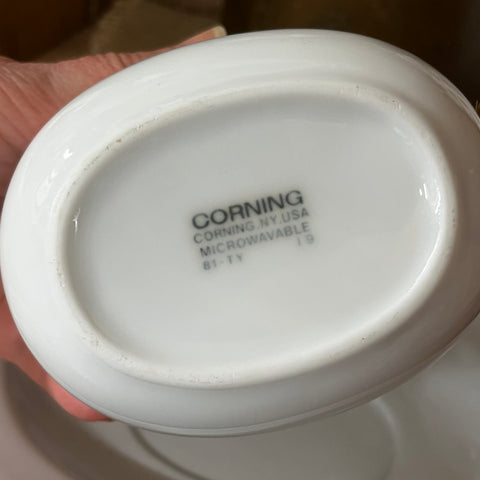 CORNING
CORNING.NY.USA
MICROWAVABLE
81-TY 19